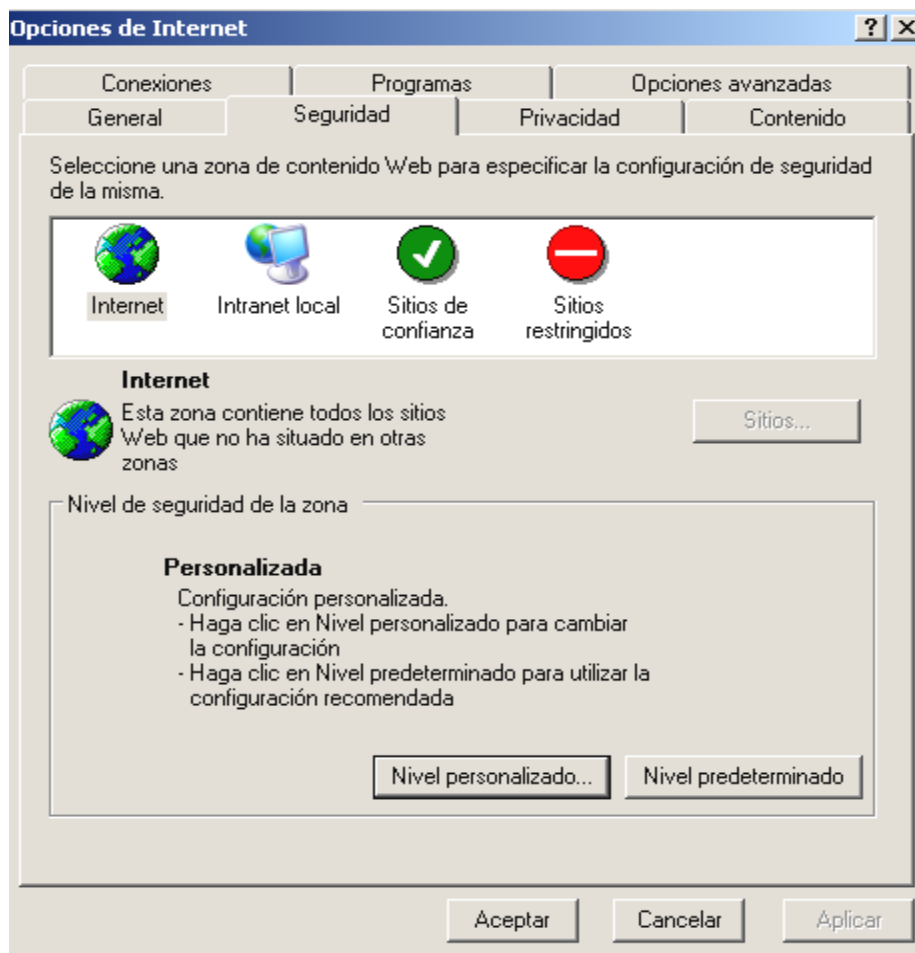 Opciones de Internet
Conexiones Programas Opciones avanzadas
General Seguridad Privacidad Contenido
Seleccione una zona de contenido Web para especificar la configuración de seguridad
de la misma.
Internet Intranet local Sitios de Sitios
confianza restringidos
Internet
Esta zona contiene todos los sitios
Web que no ha situado en otras
zonas
Sitios...
Nivel de seguridad de la zona
Personalizada
Configuración personalizada.
- Haga clic en Nivel personalizado para cambiar
la configuración
- Haga clic en Nivel predeterminado para utilizar la
configuración recomendada
Nivel personalizado... Nivel predeterminado
Aceptar Cancelar Aplicar